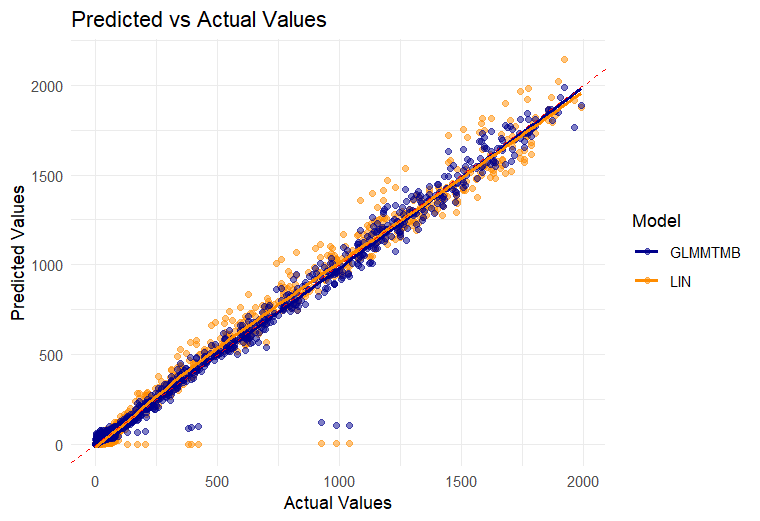 Predicted vs Actual Values
Predicted Values
2000
1500
1000
500
0
0 500 1000 1500 2000
Actual Values
Model
GLMMTMB
LIN